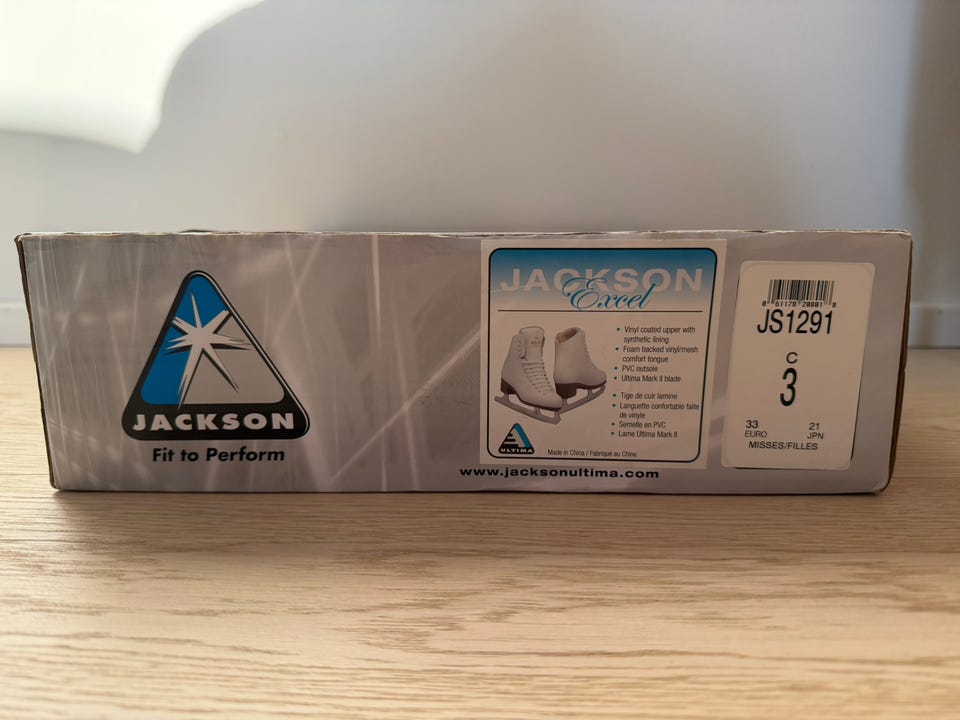 JACKSON
Fit to Perform
JACKSON
Excel
• Vinyl coated upper with
synthetic lining
• Foam backed vinyl/mesh
comfort tongue
• PVC outsole
• Ultima Mark II blade
• Tige de cuir lamine
• Languette confortable faite
de vinyle
• Semelle en PVC
• Lame Ultima Mark II
ULTIMA
Made in China / Fabriqué au Chine
www.jacksonultima.com
JS1291
C
3
33
EURO
21
JPN
MISSES/FILLES